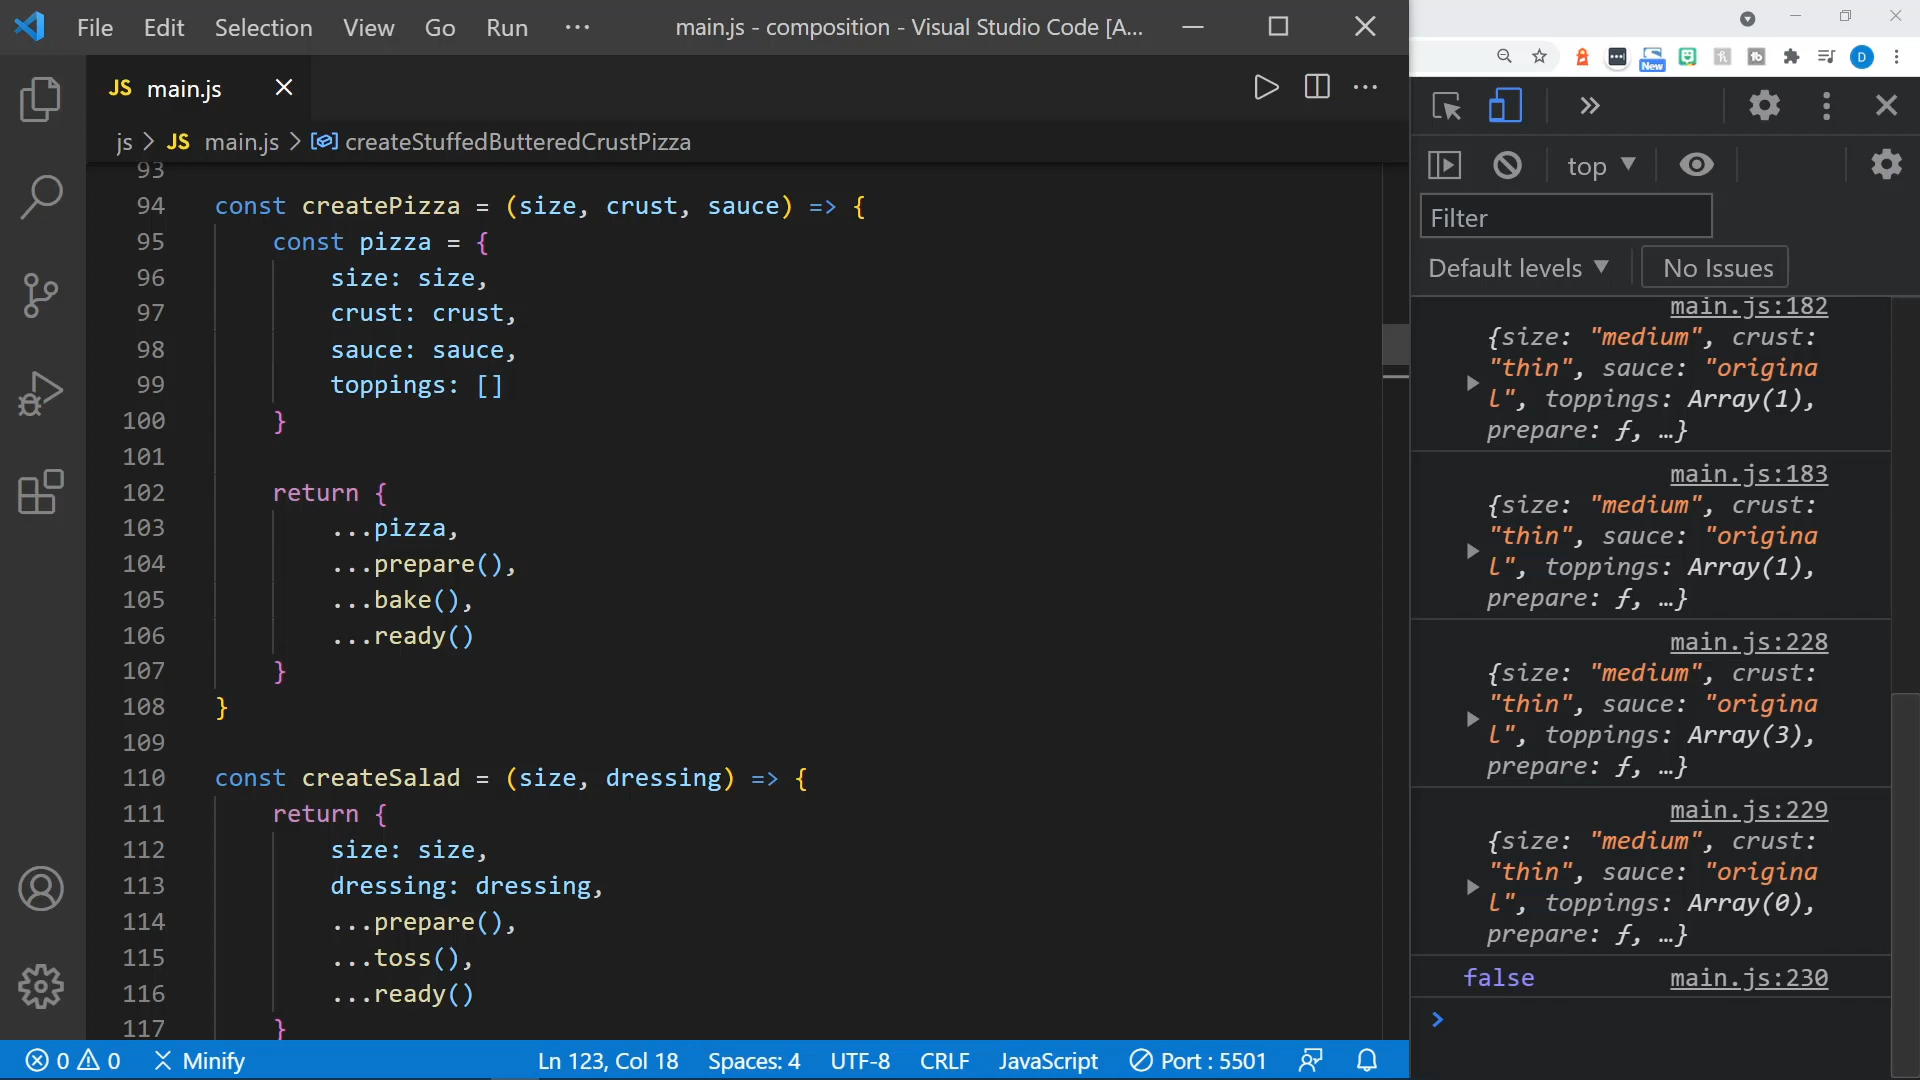 File Edit Selection View Go Run ···
main.js - composition - Visual Studio Code [A...
JS main.js
js > JS main.js > createStuffedButteredCrustPizza
93
94 const createPizza = (size, crust, sauce) => {
95 const pizza = {
96 size: size,
97 crust: crust,
98 sauce: sauce,
99 toppings: []
100 }
101
102 return {
103 ...pizza,
104 ...prepare(),
105 ...bake(),
106 ...ready()
107 }
108 }
109
110 const createSalad = (size, dressing) => {
111 return {
112 size: size,
113 dressing: dressing,
114 ...prepare(),
115 ...toss(),
116 ...ready()
117 }
0 0 Minify Ln 123, Col 18 Spaces: 4 UTF-8 CRLF JavaScript Port : 5501
New
D
top
Filter
Default levels No Issues
main.js:182
{size: "medium", crust:
"thin", sauce: "origina
l", toppings: Array(1),
prepare: ƒ, …}
main.js:183
{size: "medium", crust:
"thin", sauce: "origina
l", toppings: Array(1),
prepare: ƒ, …}
main.js:228
{size: "medium", crust:
"thin", sauce: "origina
l", toppings: Array(3),
prepare: ƒ, …}
main.js:229
{size: "medium", crust:
"thin", sauce: "origina
l", toppings: Array(0),
prepare: ƒ, …}
false main.js:230
>